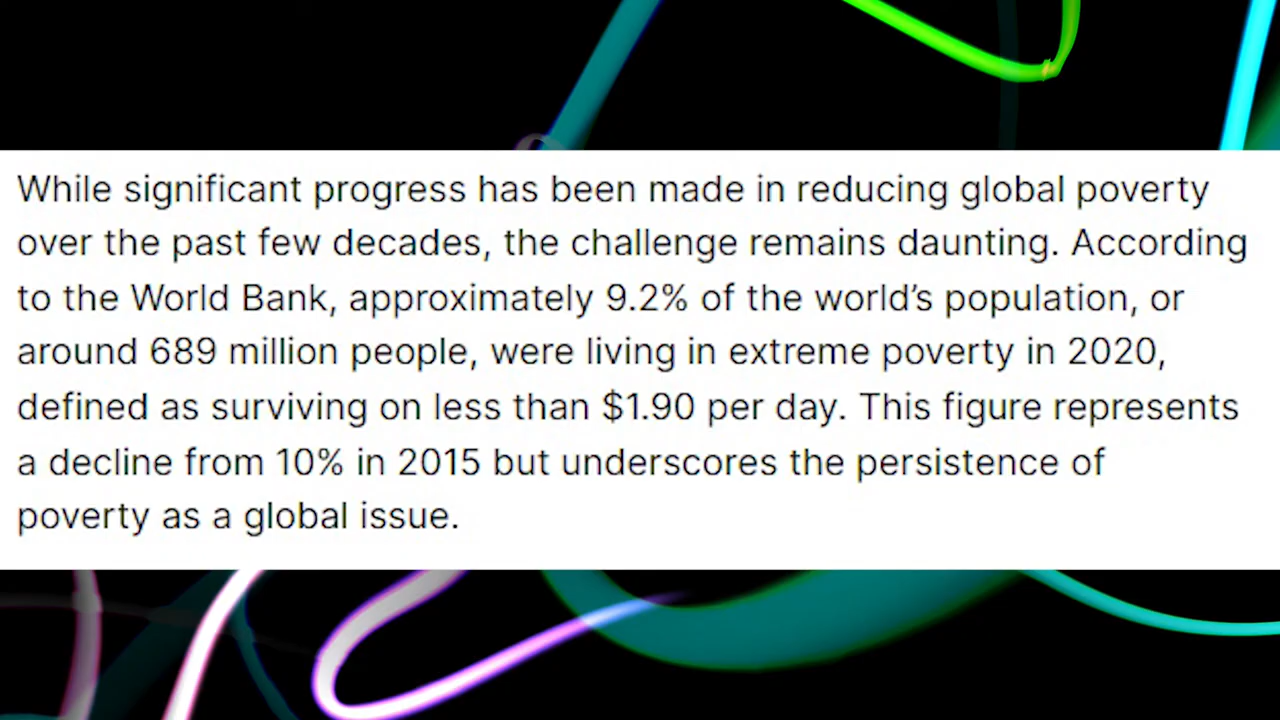 While significant progress has been made in reducing global poverty
over the past few decades, the challenge remains daunting. According
to the World Bank, approximately 9.2% of the world’s population, or
around 689 million people, were living in extreme poverty in 2020,
defined as surviving on less than $1.90 per day. This figure represents
a decline from 10% in 2015 but underscores the persistence of
poverty as a global issue.